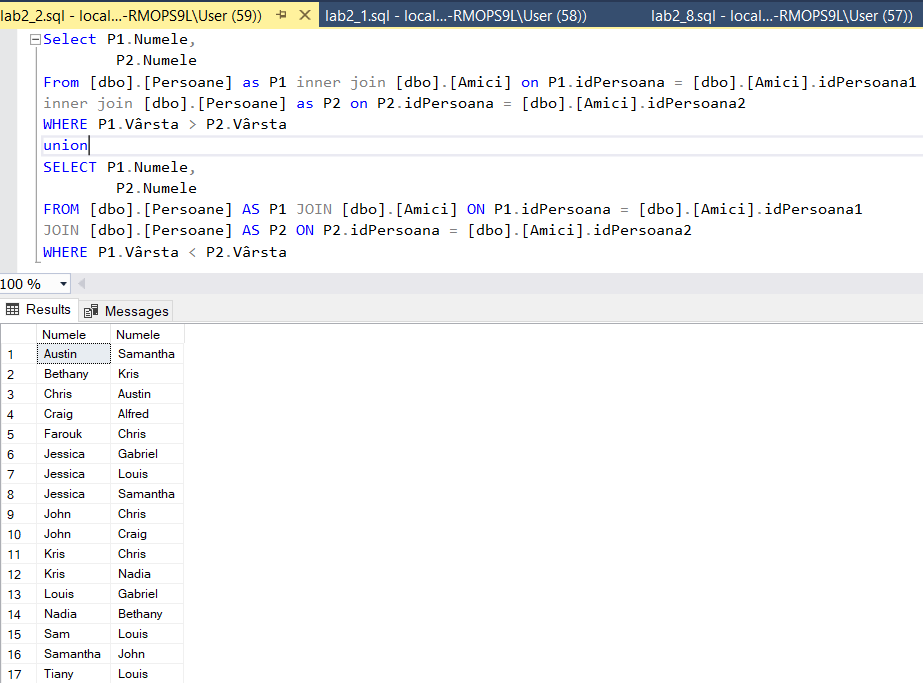 lab2_2.sql - local...-RMOPS9L\User (59)) lab2_1.sql - local...-RMOPS9L\User (58)) lab2_8.sql - local...-RMOPS9L\User (57))
Select P1.Numele,
P2.Numele
From [dbo].[Persoane] as P1 inner join [dbo].[Amici] on P1.idPersoana = [dbo].[Amici].idPersoana1
inner join [dbo].[Persoane] as P2 on P2.idPersoana = [dbo].[Amici].idPersoana2
WHERE P1.Vârsta > P2.Vârsta
union
SELECT P1.Numele,
P2.Numele
FROM [dbo].[Persoane] AS P1 JOIN [dbo].[Amici] ON P1.idPersoana = [dbo].[Amici].idPersoana1
JOIN [dbo].[Persoane] AS P2 ON P2.idPersoana = [dbo].[Amici].idPersoana2
WHERE P1.Vârsta < P2.Vârsta
100 %
Results Messages
Numele Numele
1 Austin Samantha
2 Bethany Kris
3 Chris Austin
4 Craig Alfred
5 Farouk Chris
6 Jessica Gabriel
7 Jessica Louis
8 Jessica Samantha
9 John Chris
10 John Craig
11 Kris Chris
12 Kris Nadia
13 Louis Gabriel
14 Nadia Bethany
15 Sam Louis
16 Samantha John
17 Tiany Louis